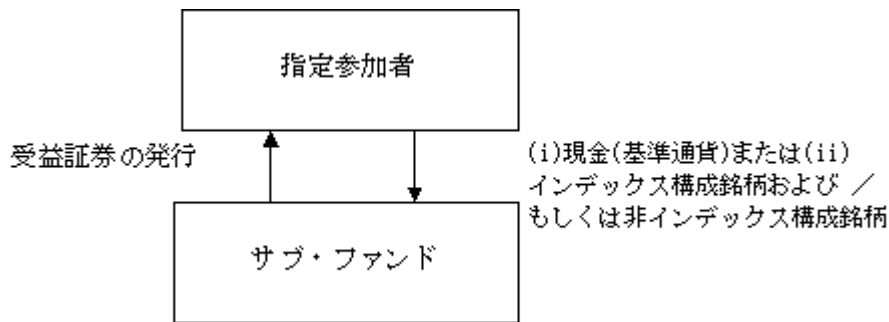 指定参加者
受益証券の発行
(i)現金(基準通貨)または(ii)
インデックス構成銘柄および ／
もしくは非インデックス構成銘柄
サブ・ファンド